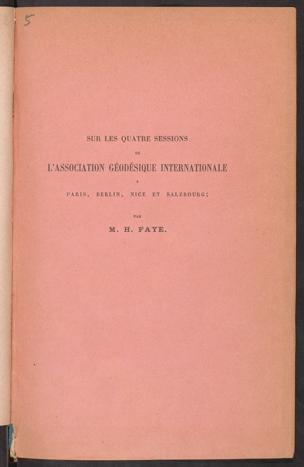 5
SUR LES QUATRE SESSIONS
DE
L'ASSOCIATION GÉODÉSIQUE INTERNATIONALE
A
PARIS, BERLIN, NICE ET SALZBOURG;
PAR
M. H. FAYE.